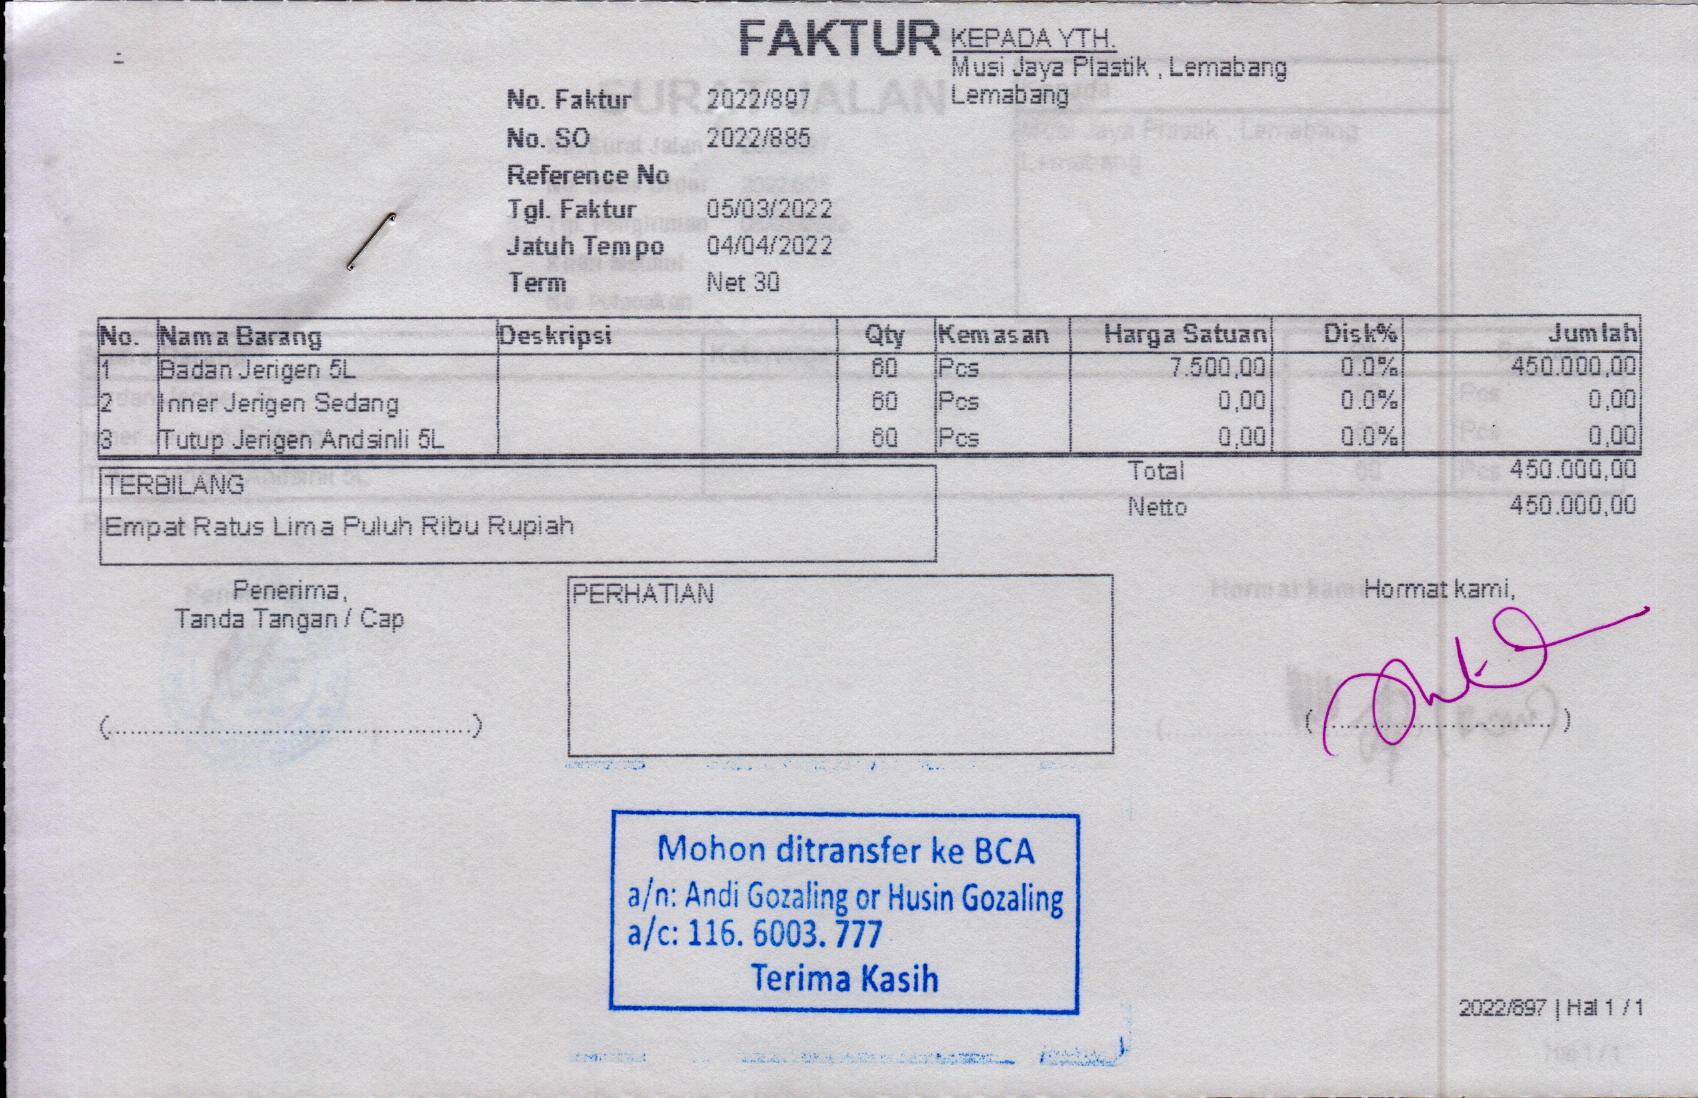 FAKTUR
KEPADA YTH.
Musi Jaya Plastik , Lemabang
Lemabang
No. Faktur 2022/897
No. SO 2022/885
Reference No
Tgl. Faktur 05/03/2022
Jatuh Tempo 04/04/2022
Term Net 30
No. Nama Barang Deskripsi Qty Kemasan Harga Satuan Disk% Jumlah
1 Badan Jerigen 5L 60 Pcs 7.500,00 0.0% 450.000,00
2 Inner Jerigen Sedang 60 Pcs 0,00 0.0% 0,00
3 Tutup Jerigen Andsinli 5L 60 Pcs 0,00 0.0% 0,00
Total 450.000,00
Netto 450.000,00
TERBILANG
Empat Ratus Lima Puluh Ribu Rupiah
Penerima,
Tanda Tangan / Cap
(................................................)
PERHATIAN
Hormat kami,
(................................)
Mohon ditransfer ke BCA
a/n: Andi Gozaling or Husin Gozaling
a/c: 116. 6003. 777
Terima Kasih
2022/897 | Hal 1 / 1